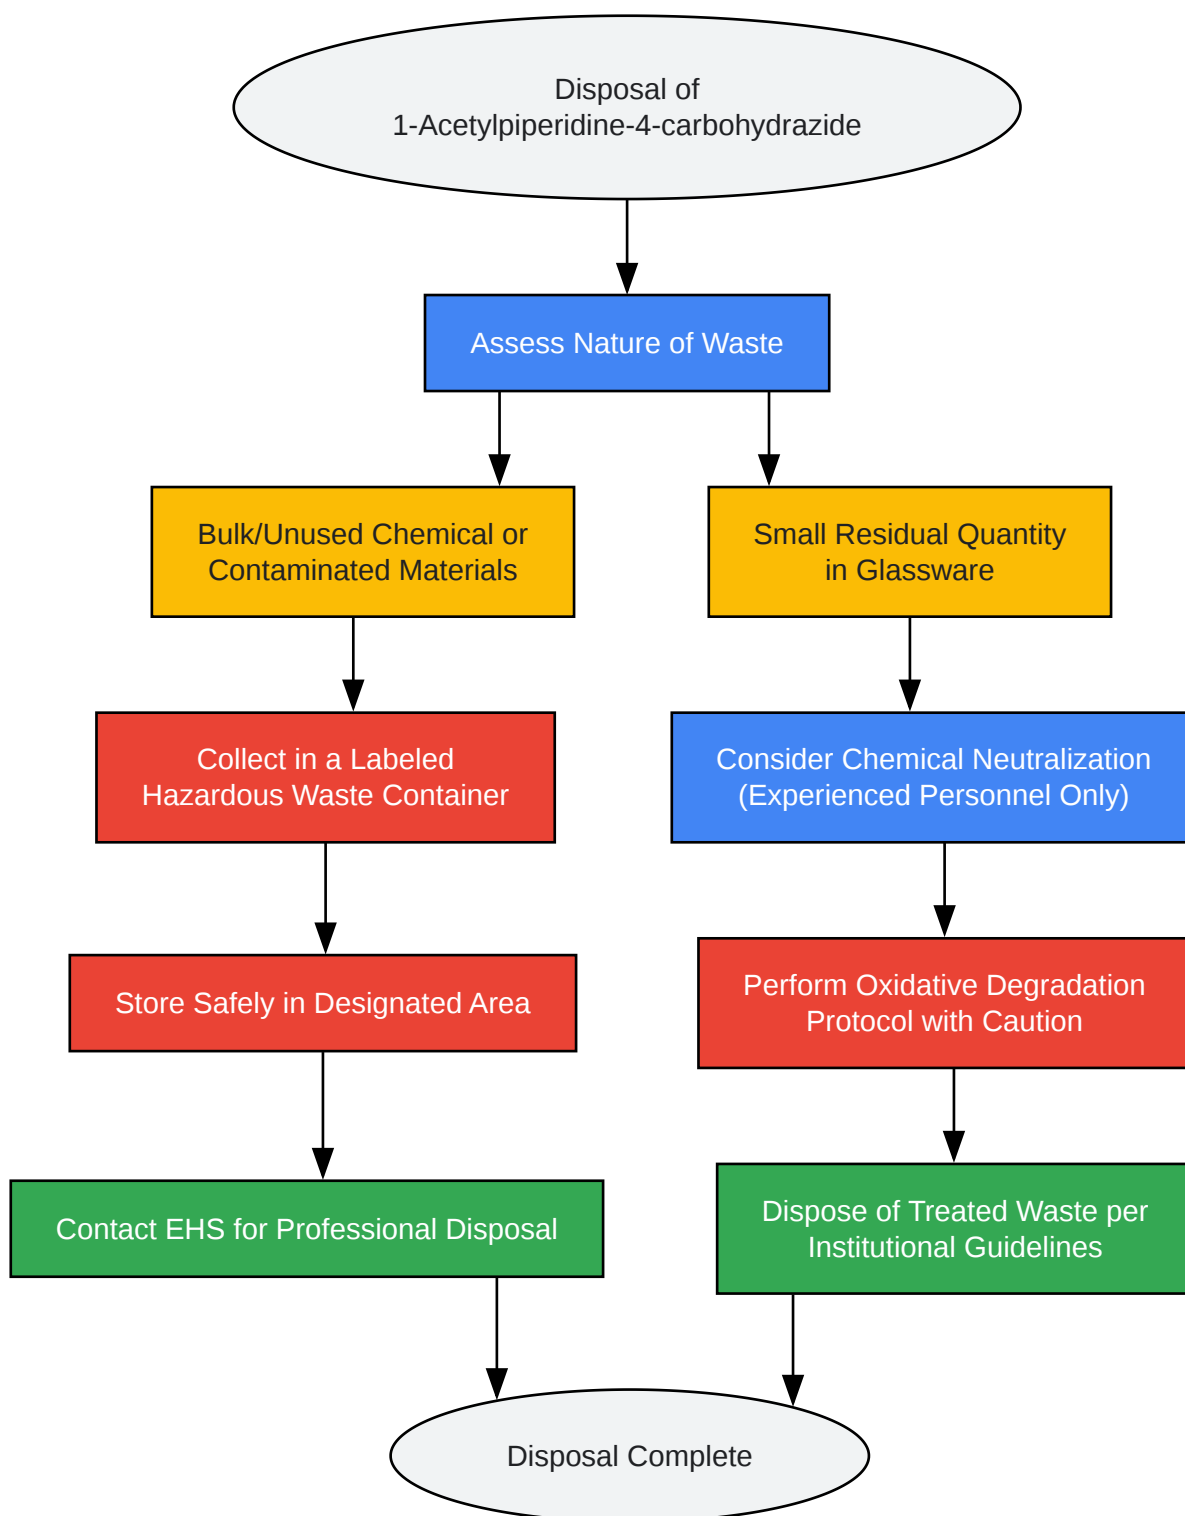 Disposal of
1-Acetylpiperidine-4-carbohydrazide
Assess Nature of Waste
Bulk/Unused Chemical or
Contaminated Materials
Small Residual Quantity
in Glassware
Collect in a Labeled
Hazardous Waste Container
Consider Chemical Neutralization
(Experienced Personnel Only)
Store Safely in Designated Area
Perform Oxidative Degradation
Protocol with Caution
Contact EHS for Professional Disposal
Dispose of Treated Waste per
Institutional Guidelines
Disposal Complete